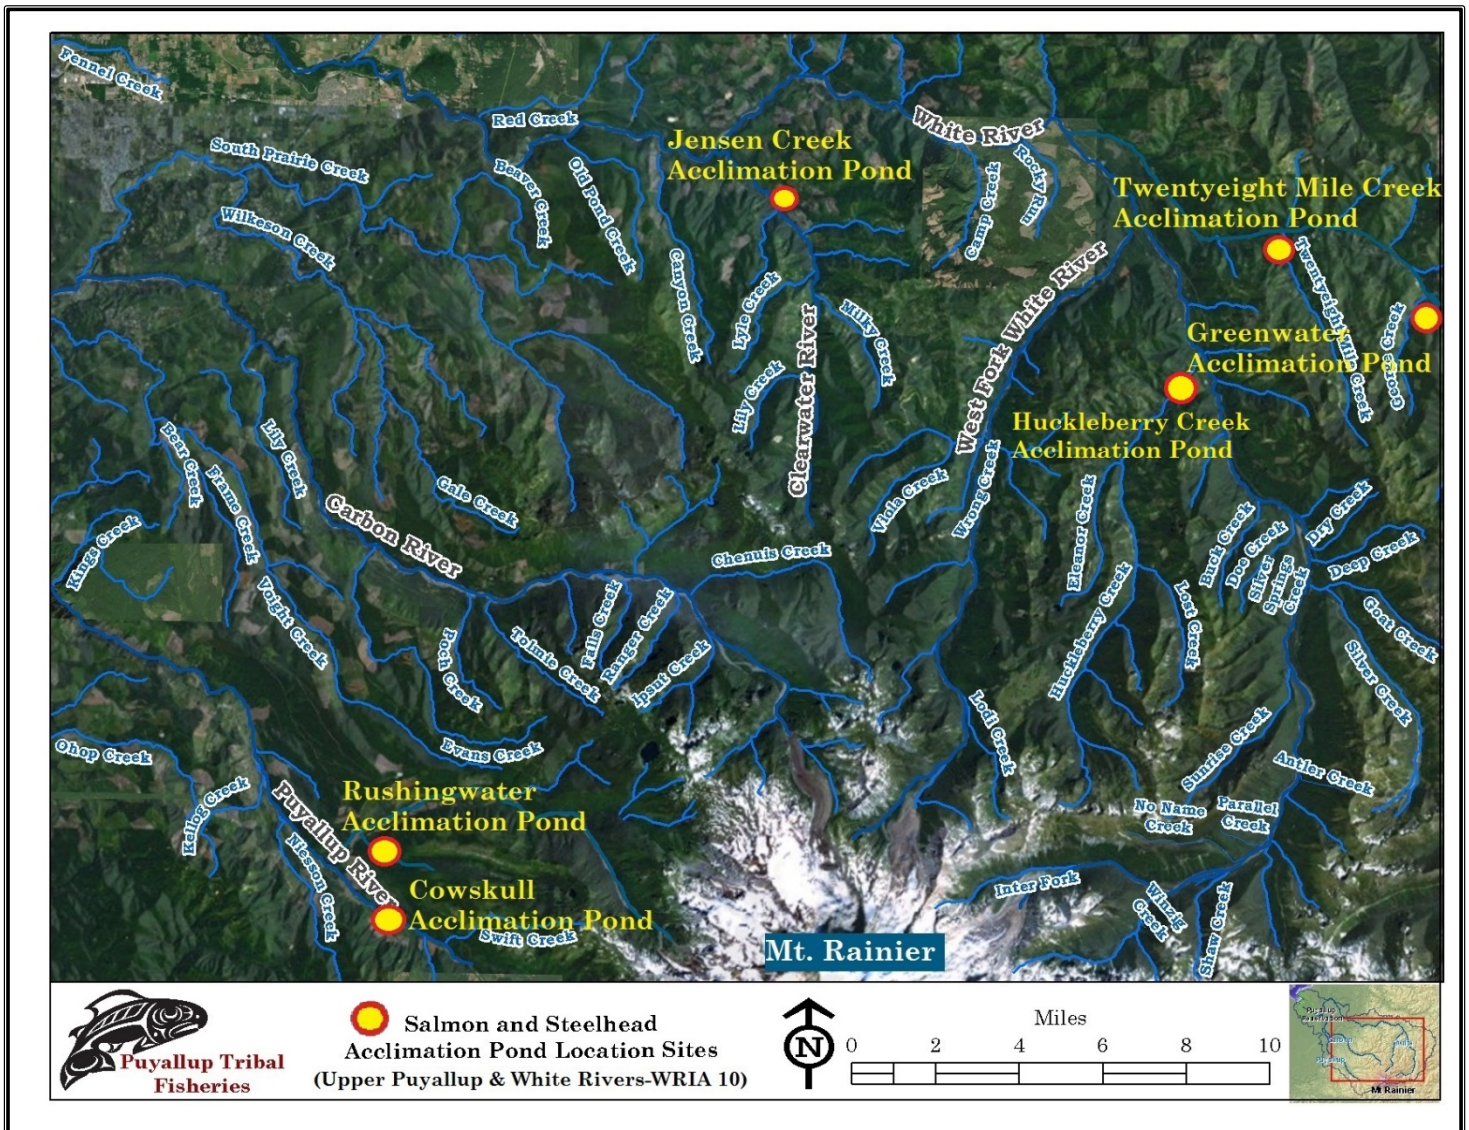 Fennel Creek
Red Creek
White River
South Prairie Creek
Jensen Creek
Acclimation Pond
Beaver Creek
Old Pond Creek
Camp Creek
Rocky Run
Twentyeight Mile Creek
Acclimation Pond
Wilkeson Creek
Canyon Creek
Lyle Creek
Milky Creek
West Fork White River
Twentyeight Mile Creek
George Creek
Greenwater
Acclimation Pond
Clearwater River
Lily Creek
Huckleberry Creek
Acclimation Pond
Bear Creek
Frame Creek
Lily Creek
Gale Creek
Carbon River
Viola Creek
Wrong Creek
Eleanor Creek
Buck Creek
Doe Creek
Silver
Springs
Creek
Dry Creek
Deep Creek
Kings Creek
Chenuis Creek
Voight Creek
Poch Creek
Tolmie Creek
Falls Creek
Ranger Creek
Ipsut Creek
Huckleberry Creek
Lost Creek
Goat Creek
Silver Creek
Lodi Creek
Sunrise Creek
Antler Creek
Ohop Creek
Evans Creek
Kellog Creek
Puyallup River
Rushingwater
Acclimation Pond
No Name
Creek
Parallel
Creek
Niesson Creek
Cowskull
Acclimation Pond
Swift Creek
Inter Fork
Winzig
Creek
Shaw Creek
Mt. Rainier
Puyallup Tribal
Fisheries
Salmon and Steelhead
Acclimation Pond Location Sites
(Upper Puyallup & White Rivers-WRIA 10)
N
Miles
0 2 4 6 8 10
Puyallup
Mt Rainier